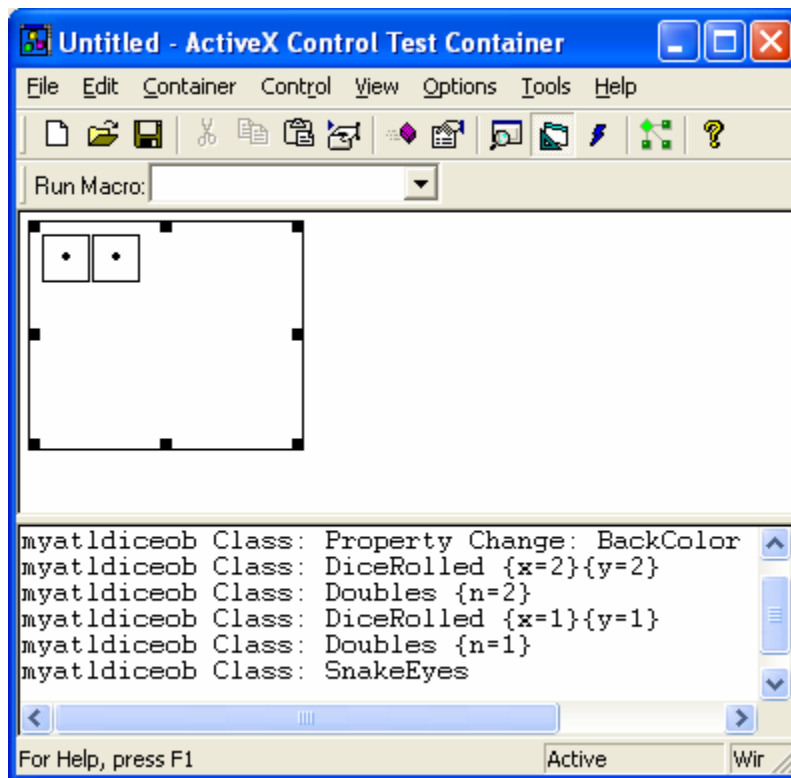 Untitled - ActiveX Control Test Container
File Edit Container Control View Options Tools Help
Run Macro:
myatldiceob Class: Property Change: BackColor
myatldiceob Class: DiceRolled {x=2}{y=2}
myatldiceob Class: Doubles {n=2}
myatldiceob Class: DiceRolled {x=1}{y=1}
myatldiceob Class: Doubles {n=1}
myatldiceob Class: SnakeEyes
For Help, press F1 Active Wir